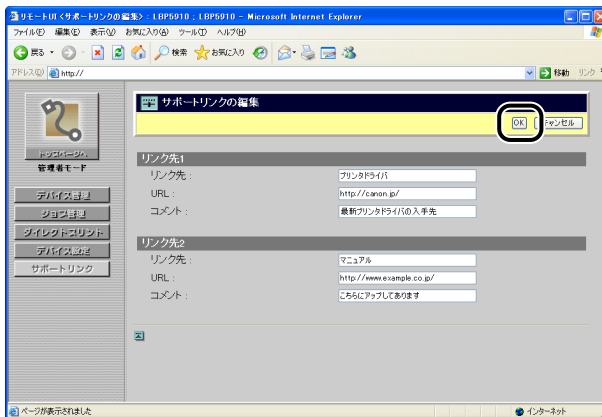 リモートUI <サポートリンクの編集> : LBP5910 ; LBP5910 - Microsoft Internet Explorer
ファイル(F) 編集(E) 表示(V) お気に入り(A) ツール(T) ヘルプ(H)
戻る 検索 お気に入り
アドレス(D) http:// 移動 リンク
サポートリンクの編集
OK キャンセル
トップページへ
管理者モード
デバイス管理
ジョブ管理
ダイレクトプリント
デバイス設定
サポートリンク
リンク先1
リンク先 : プリンタドライバ
URL : http://canon.jp/
コメント : 最新プリンタドライバの入手先
リンク先2
リンク先 : マニュアル
URL : http://www.example.co.jp/
コメント : こちらにアップしてあります
ページが表示されました インターネット